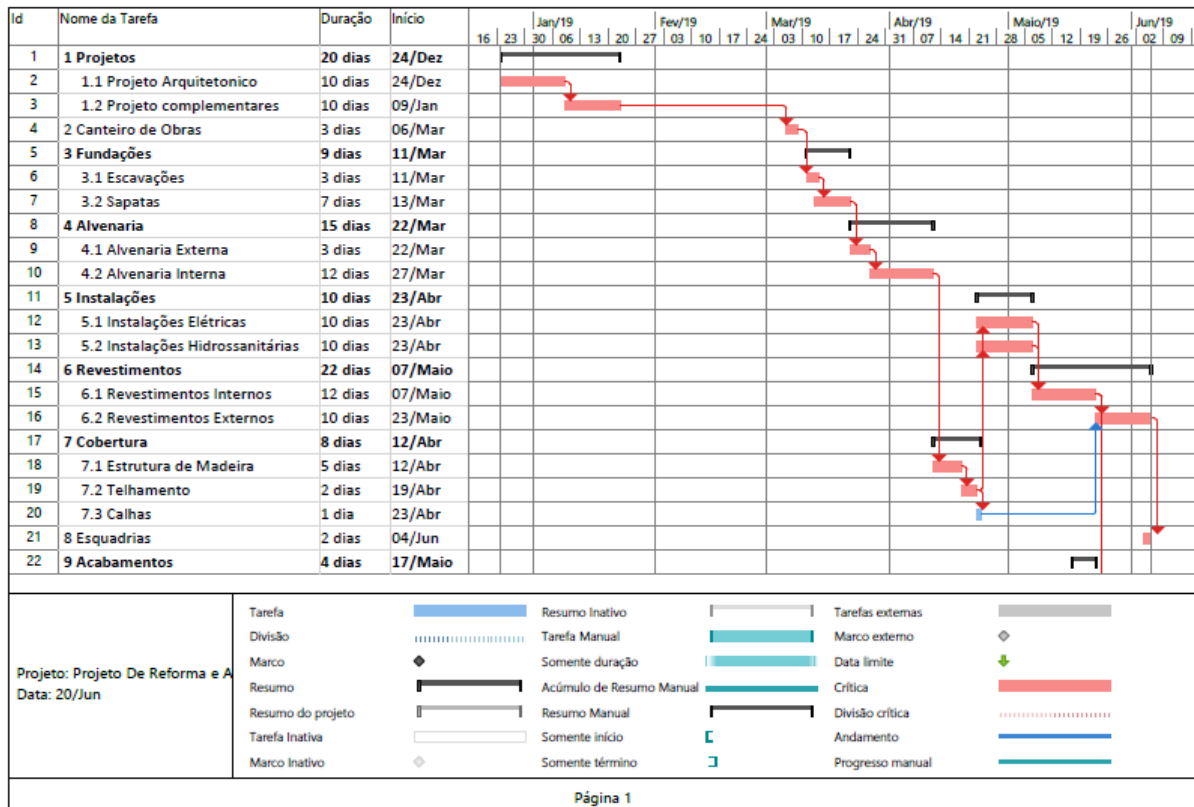 Id Nome da Tarefa Duração Início
Jan/19 Fev/19 Mar/19 Abr/19 Maio/19 Jun/19
16 23 30 06 13 20 27 03 10 17 24 03 10 17 24 31 07 14 21 28 05 12 19 26 02 09
1 1 Projetos 20 dias 24/Dez
2 1.1 Projeto Arquitetonico 10 dias 24/Dez
3 1.2 Projeto complementares 10 dias 09/Jan
4 2 Canteiro de Obras 3 dias 06/Mar
5 3 Fundações 9 dias 11/Mar
6 3.1 Escavações 3 dias 11/Mar
7 3.2 Sapatas 7 dias 13/Mar
8 4 Alvenaria 15 dias 22/Mar
9 4.1 Alvenaria Externa 3 dias 22/Mar
10 4.2 Alvenaria Interna 12 dias 27/Mar
11 5 Instalações 10 dias 23/Abr
12 5.1 Instalações Elétricas 10 dias 23/Abr
13 5.2 Instalações Hidrossanitárias 10 dias 23/Abr
14 6 Revestimentos 22 dias 07/Maio
15 6.1 Revestimentos Internos 12 dias 07/Maio
16 6.2 Revestimentos Externos 10 dias 23/Maio
17 7 Cobertura 8 dias 12/Abr
18 7.1 Estrutura de Madeira 5 dias 12/Abr
19 7.2 Telhamento 2 dias 19/Abr
20 7.3 Calhas 1 dia 23/Abr
21 8 Esquadrias 2 dias 04/Jun
22 9 Acabamentos 4 dias 17/Maio
Projeto: Projeto De Reforma e A
Data: 20/Jun
Tarefa Resumo Inativo Tarefas externas
Divisão Tarefa Manual Marco externo
Marco Somente duração Data limite
Resumo Acúmulo de Resumo Manual Crítica
Resumo do projeto Resumo Manual Divisão crítica
Tarefa Inativa Somente início Andamento
Marco Inativo Somente término Progresso manual
Página 1